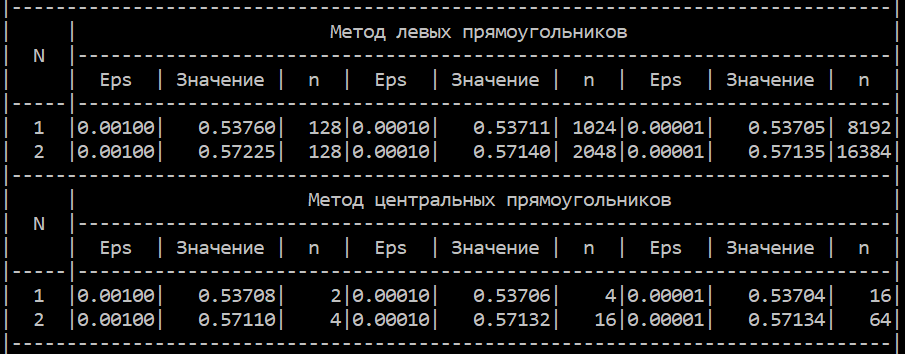 |--------------------------------------------------------------------------------|
|     |                       Метод левых прямоугольников                        |
|  N  |--------------------------------------------------------------------------|
|     |  Eps  | Значение |  n  |  Eps  | Значение |  n  |  Eps  | Значение |  n  |
|-----|--------------------------------------------------------------------------|
|  1  |0.00100|   0.53760|  128|0.00010|   0.53711| 1024|0.00001|   0.53705| 8192|
|  2  |0.00100|   0.57225|  128|0.00010|   0.57140| 2048|0.00001|   0.57135|16384|
|--------------------------------------------------------------------------------|
|     |                     Метод центральных прямоугольников                    |
|  N  |--------------------------------------------------------------------------|
|     |  Eps  | Значение |  n  |  Eps  | Значение |  n  |  Eps  | Значение |  n  |
|-----|--------------------------------------------------------------------------|
|  1  |0.00100|   0.53708|    2|0.00010|   0.53706|    4|0.00001|   0.53704|   16|
|  2  |0.00100|   0.57110|    4|0.00010|   0.57132|   16|0.00001|   0.57134|   64|
|--------------------------------------------------------------------------------|